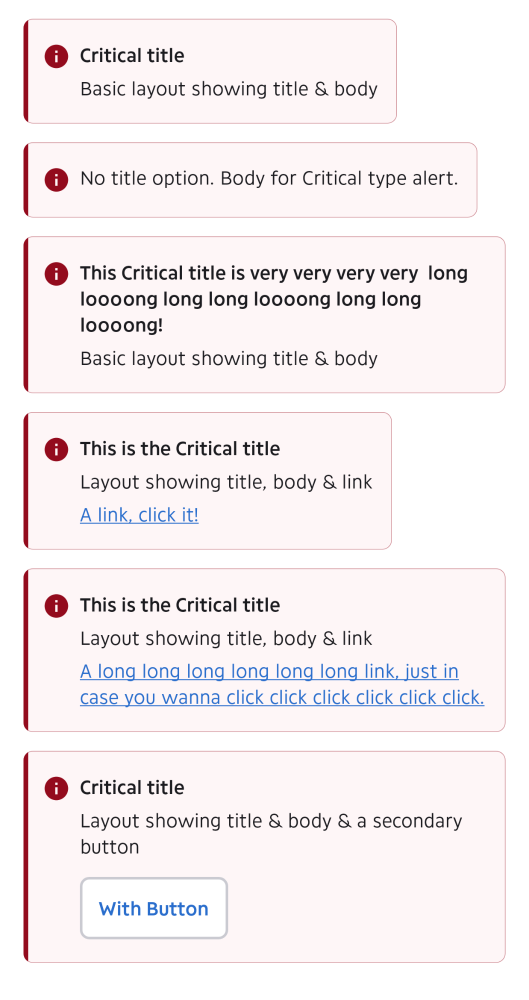 Critical title
Basic layout showing title & body
No title option. Body for Critical type alert.
This Critical title is very very very very  long
loooong long long loooong long long
loooong!
Basic layout showing title & body
This is the Critical title
Layout showing title, body & link
A link, click it!
This is the Critical title
Layout showing title, body & link
A long long long long long long link, just in
case you wanna click click click click click click.
Critical title
Layout showing title & body & a secondary
button
With Button